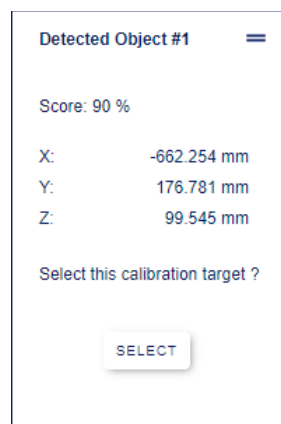 Detected Object #1
Score: 90 %
X: -662.254 mm
Y: 176.781 mm
Z: 99.545 mm
Select this calibration target ?
SELECT